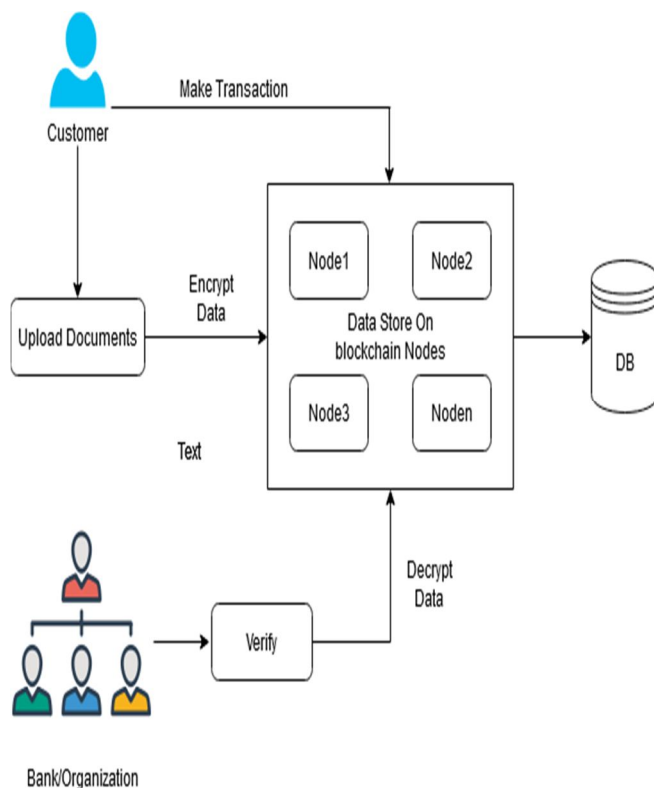 Make Transaction
Customer
Node1
Node2
Encrypt
Data
Upload Documents
Data Store On
blockchain Nodes
DB
Node3
Noden
Text
Decrypt
Data
Verify
Bank/Organization